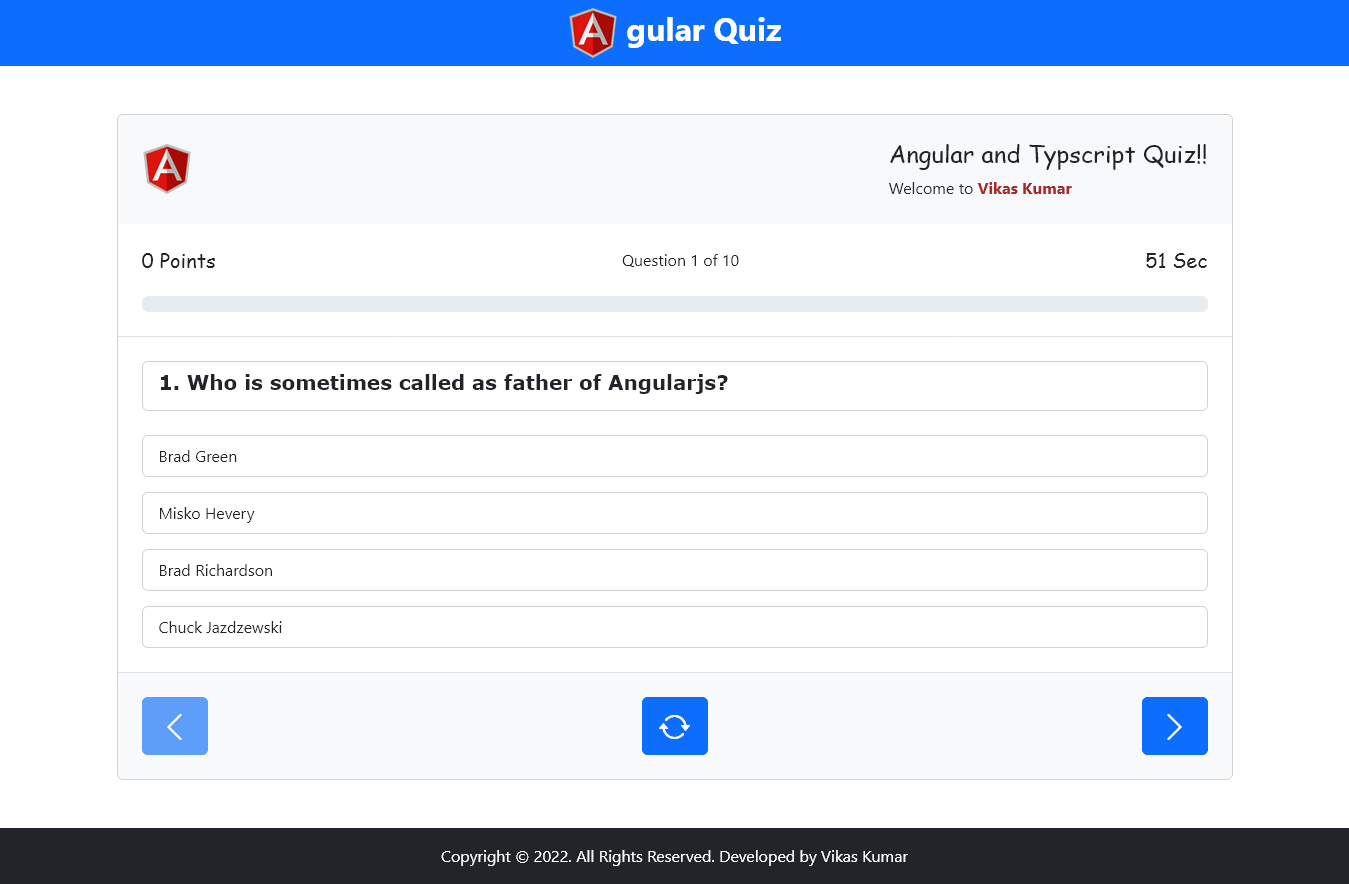 A gular Quiz
A
Angular and Typscript Quiz!!
Welcome to Vikas Kumar
0 Points
Question 1 of 10
51 Sec
1. Who is sometimes called as father of Angularjs?
Brad Green
Misko Hevery
Brad Richardson
Chuck Jazdzewski
Copyright © 2022. All Rights Reserved. Developed by Vikas Kumar